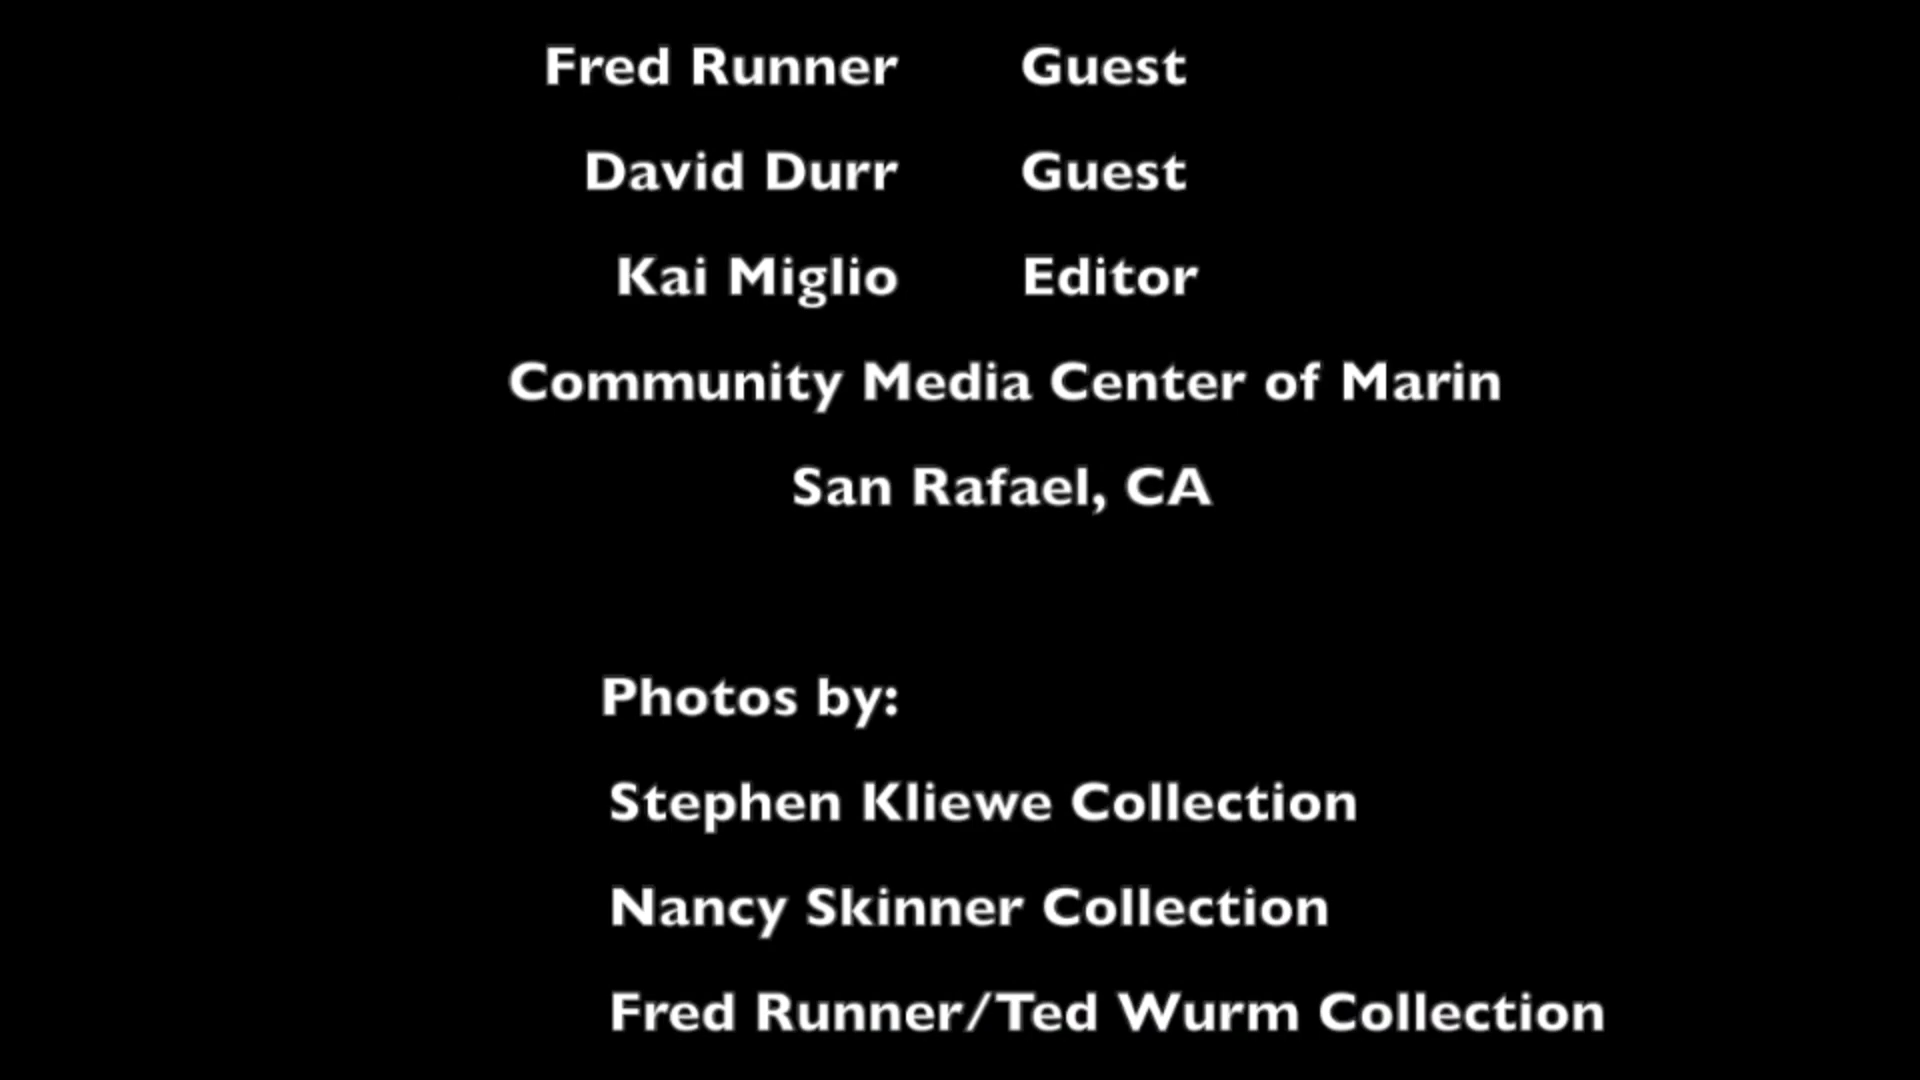 Fred Runner Guest
David Durr Guest
Kai Miglio Editor
Community Media Center of Marin
San Rafael, CA
Photos by:
Stephen Kliewe Collection
Nancy Skinner Collection
Fred Runner/Ted Wurm Collection